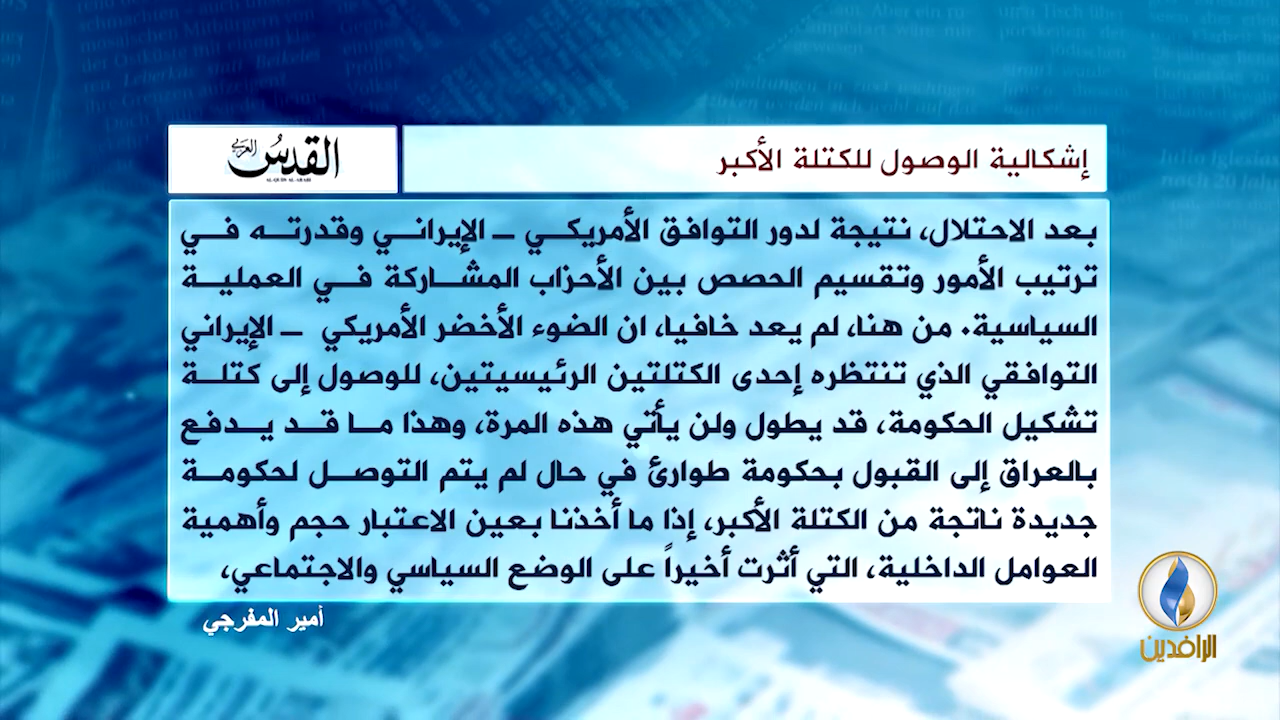 إشكالية الوصول للكتلة الأكبر
القدس العربي
AL-QUDS AL-ARABI
بعد الاحتلال، نتيجة لدور التوافق الأمريكي ـ الإيراني وقدرته في
ترتيب الأمور وتقسيم الحصص بين الأحزاب المشاركة في العملية
السياسية. من هنا، لم يعد خافيا، ان الضوء الأخضر الأمريكي ـ الإيراني
التوافقي الذي تنتظره إحدى الكتلتين الرئيسيتين، للوصول إلى كتلة
تشكيل الحكومة، قد يطول ولن يأتي هذه المرة، وهذا ما قد يدفع
بالعراق إلى القبول بحكومة طوارئ في حال لم يتم التوصل لحكومة
جديدة ناتجة من الكتلة الأكبر، إذا ما أخذنا بعين الاعتبار حجم وأهمية
العوامل الداخلية، التي أثرت أخيراً على الوضع السياسي والاجتماعي،
أمير المفرجي
الرافدين